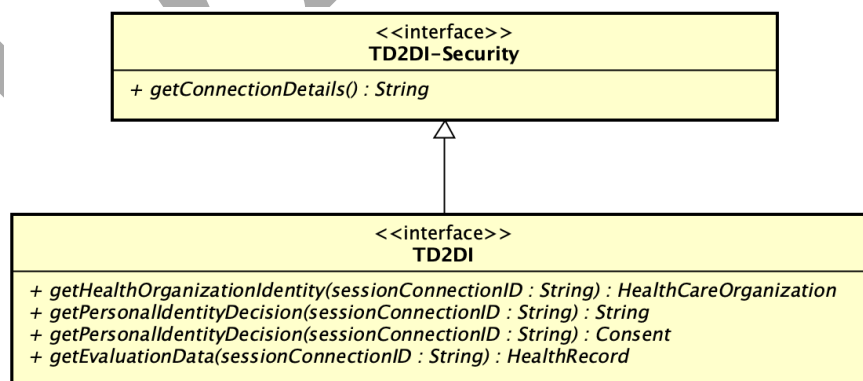 <<interface>>
TD2DI-Security
+ getConnectionDetails() : String
<<interface>>
TD2DI
+ getHealthOrganizationIdentity(sessionConnectionID : String) : HealthCareOrganization
+ getPersonalIdentityDecision(sessionConnectionID : String) : String
+ getPersonalIdentityDecision(sessionConnectionID : String) : Consent
+ getEvaluationData(sessionConnectionID : String) : HealthRecord